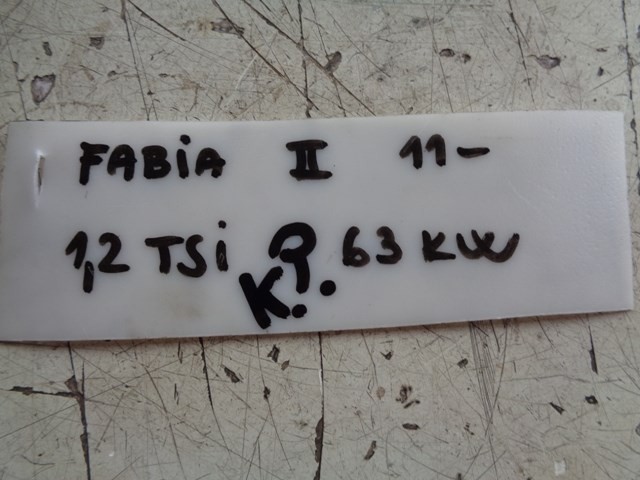 FABiA II 11-
1,2 TSi ? 63 KW
K..